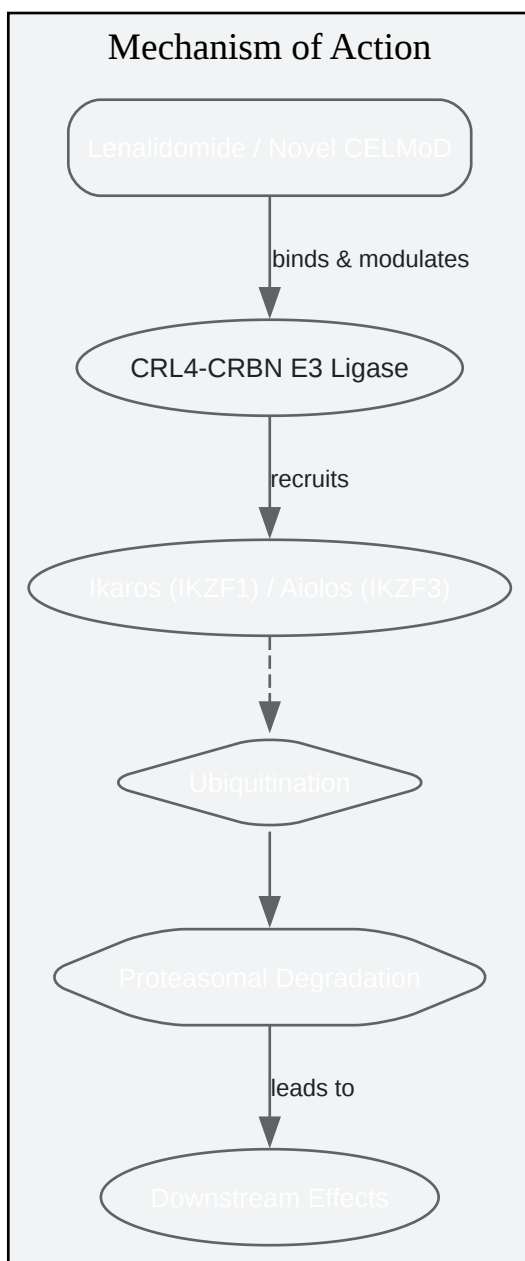 Mechanism of Action
Lenalidomide / Novel CELMoD
binds & modulates
CRL4-CRBN E3 Ligase
recruits
Ikaros (IKZF1) / Aiolos (IKZF3)
Ubiquitination
Proteasomal Degradation
leads to
Downstream Effects